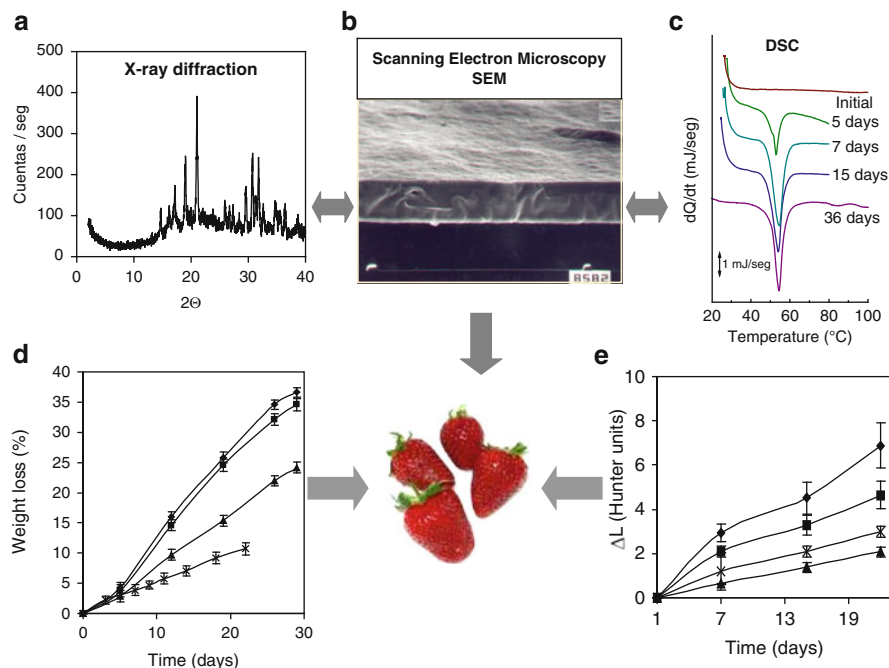 a
500
400
300
200
100
0
Cuentas / seg
X-ray diffraction
0 10 20 30 40
2Θ
b
Scanning Electron Microscopy
SEM
8582
c
DSC
Initial
5 days
7 days
15 days
36 days
dQ/dt (mJ/seg)
1 mJ/seg
20 40 60 80 100
Temperature (°C)
d
40
35
30
25
20
15
10
5
0
Weight loss (%)
0 10 20 30
Time (days)
e
10
8
6
4
2
0
ΔL (Hunter units)
1 7 13 19
Time (days)